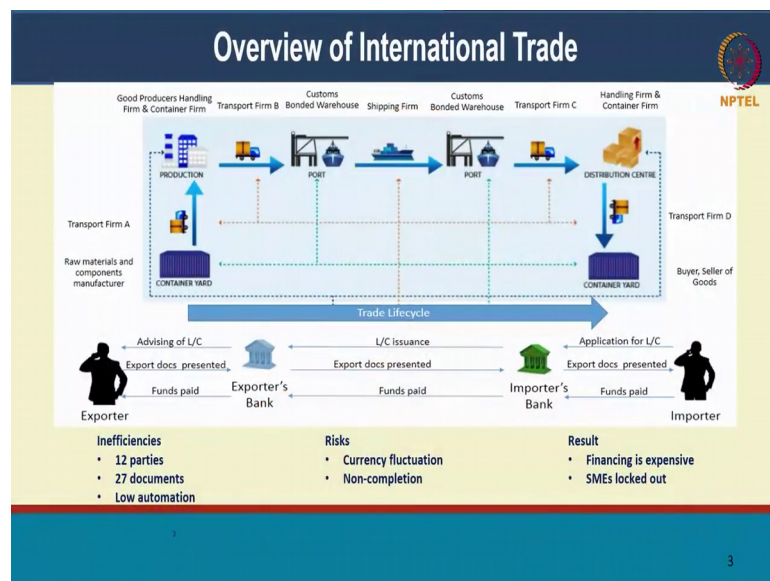 Overview of International Trade
NPTEL
Good Producers Handling
Firm & Container Firm
Transport Firm B
Customs
Bonded Warehouse
Shipping Firm
Customs
Bonded Warehouse
Transport Firm C
Handling Firm &
Container Firm
PRODUCTION
PORT
PORT
DISTRIBUTION CENTRE
Transport Firm A
Transport Firm D
Raw materials and
components
manufacturer
CONTAINER YARD
CONTAINER YARD
Buyer, Seller of
Goods
Trade Lifecycle
Advising of L/C
L/C issuance
Application for L/C
Export docs presented
Export docs presented
Export docs presented
Funds paid
Funds paid
Funds paid
Exporter
Exporter's
Bank
Importer's
Bank
Importer
Inefficiencies
• 12 parties
• 27 documents
• Low automation
Risks
• Currency fluctuation
• Non-completion
Result
• Financing is expensive
• SMEs locked out
3